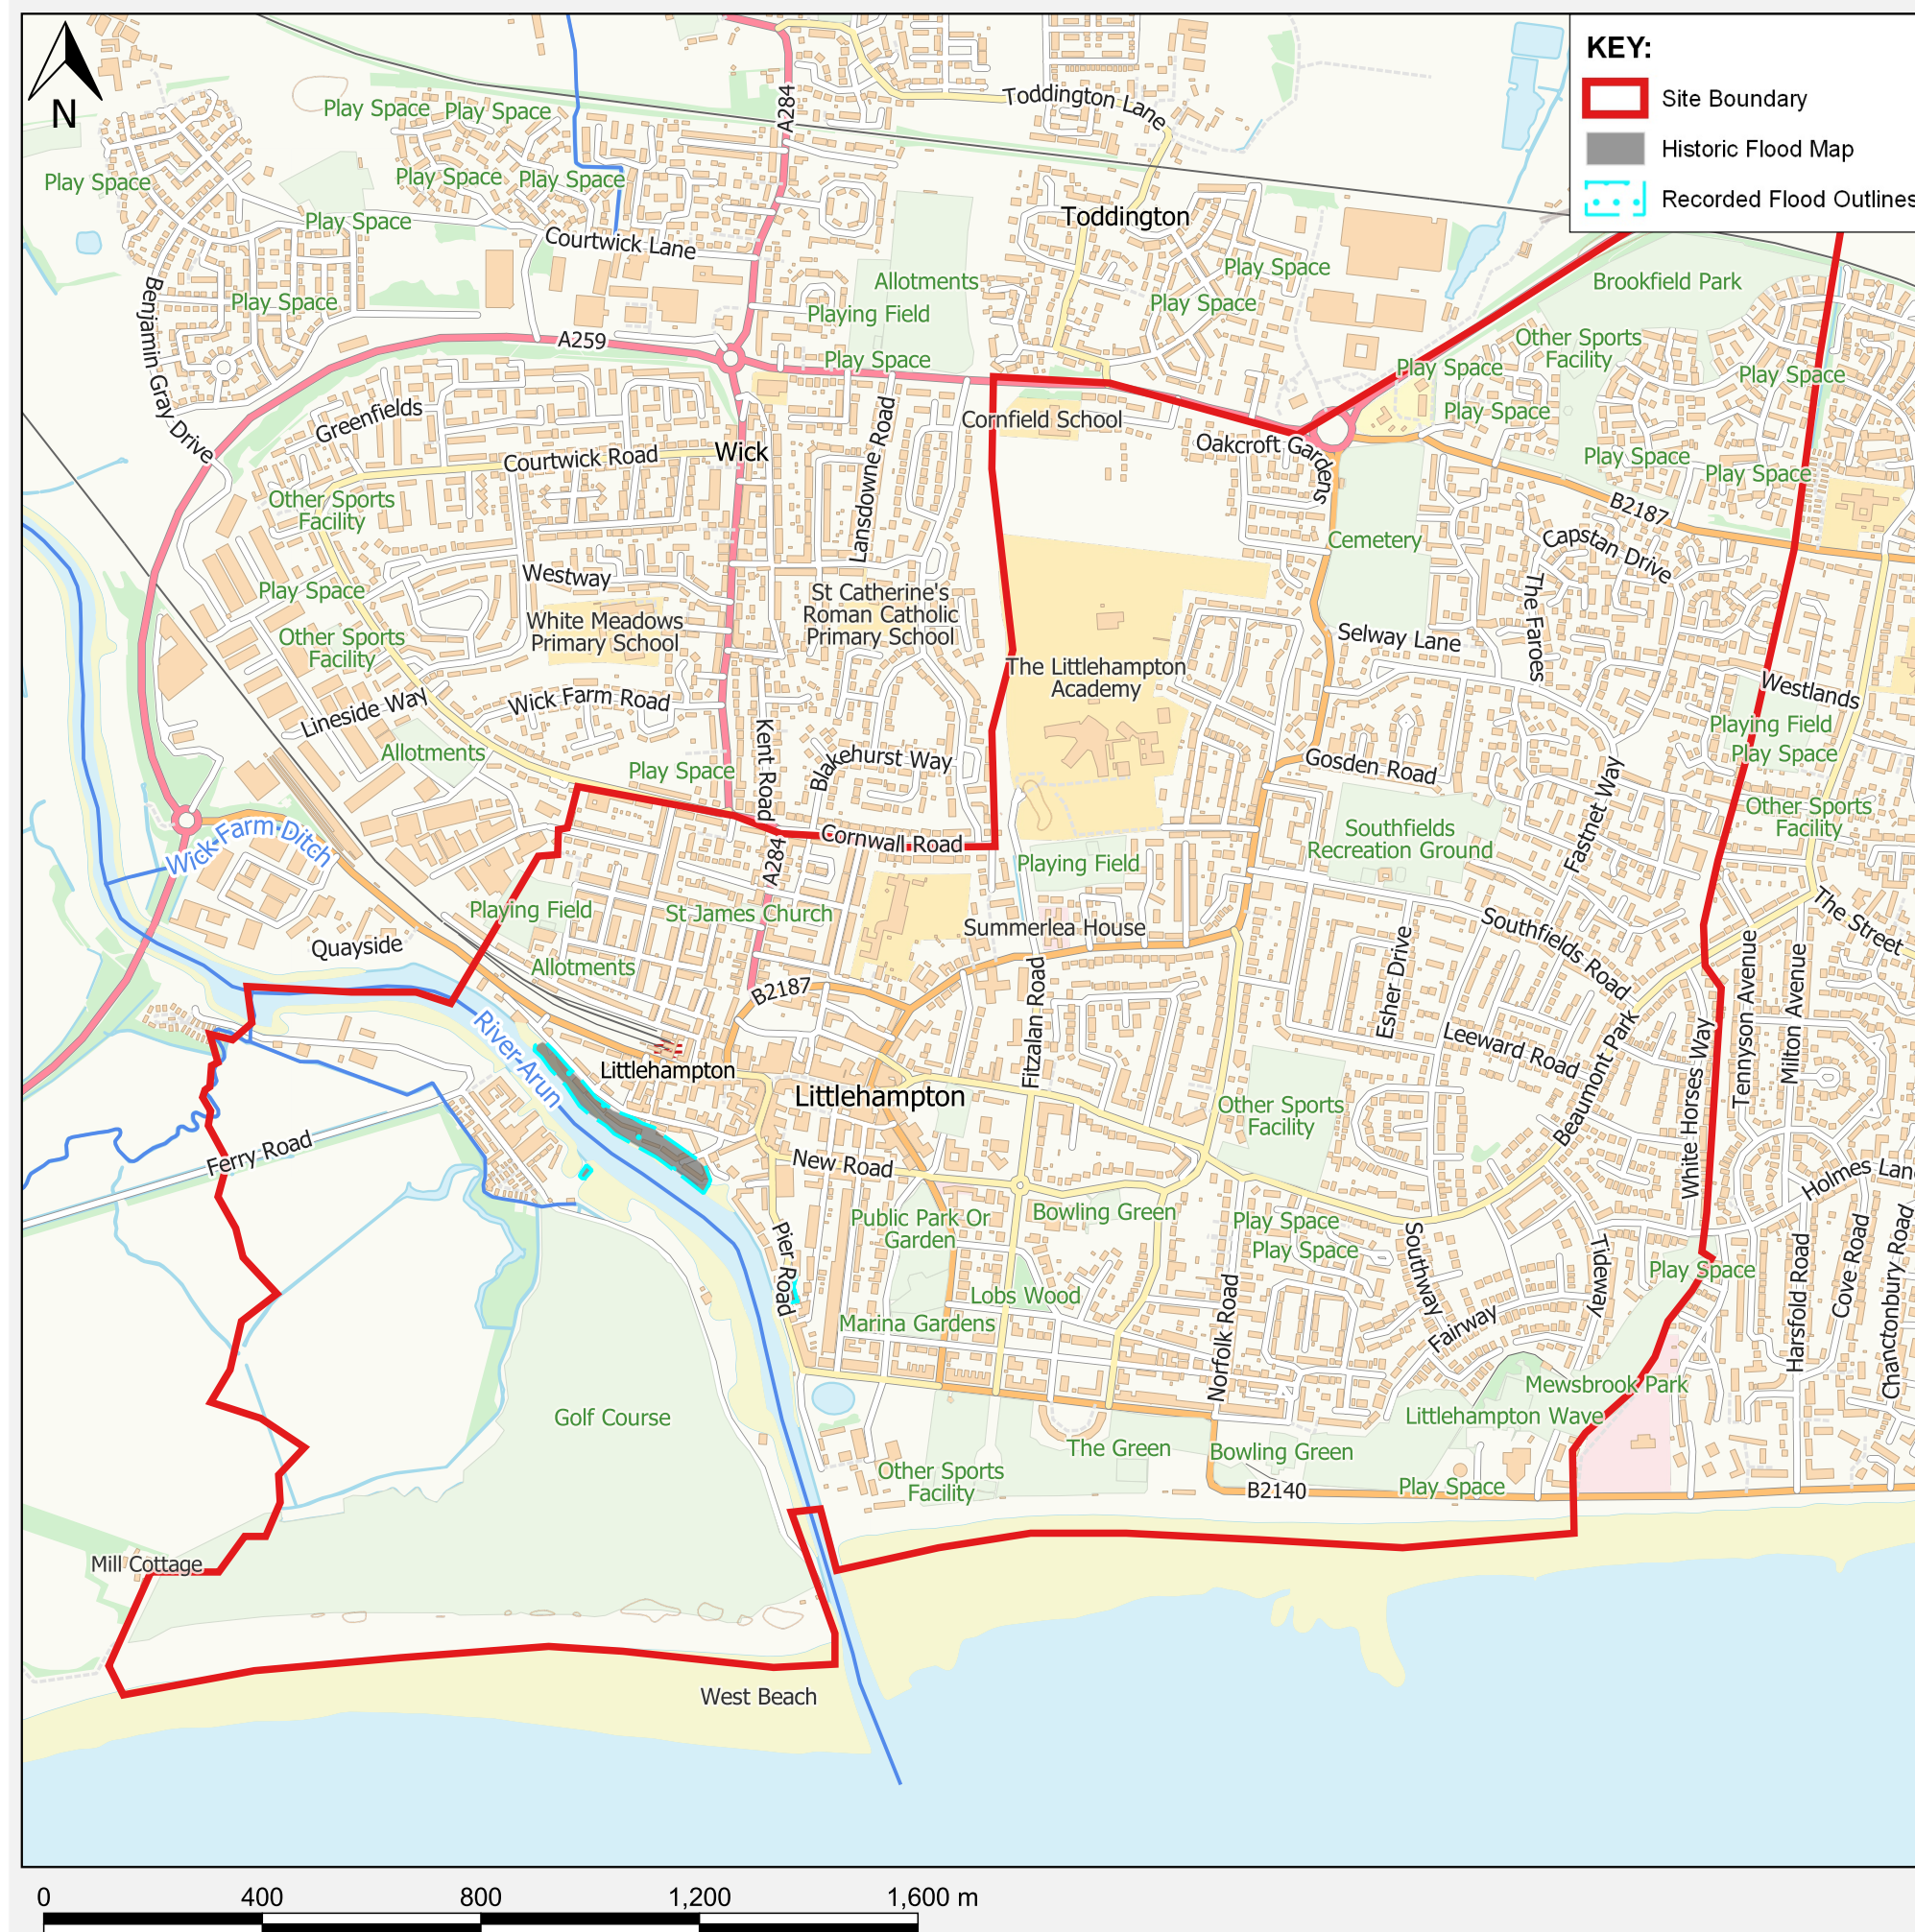 KEY:
Site Boundary
Historic Flood Map
Recorded Flood Outlines
N
Play Space
Play Space
A284
Toddington Lane
Play Space
Play Space
Play Space
Play Space
Toddington
Courtwick Lane
Allotments
Play Space
Brookfield Park
Benjamin Gray Drive
Play Space
Playing Field
Play Space
A259
Play Space
Other Sports
Facility
Play Space
Play Space
Greenfields
Lansdowne Road
Cornfield School
Play Space
Wick
Courtwick Road
Oakcroft Gardens
Play Space
Play Space
Other Sports
Facility
B2187
Cemetery
Capstan Drive
Westway
Play Space
St Catherine's
Roman Catholic
Primary School
The Faroes
White Meadows
Primary School
Other Sports
Facility
Selway Lane
The Littlehampton
Academy
Westlands
Wick Farm Road
Lineside Way
Playing Field
Play Space
Allotments
Kent Road
Blakehurst Way
Play Space
Gosden Road
Fastnet Way
Other Sports
Facility
Wick Farm Ditch
Cornwall Road
Southfields
Recreation Ground
A284
Playing Field
Playing Field
St James Church
Summerlea House
The Street
Southfields Road
Quayside
Allotments
Esher Drive
Tennyson Avenue
Milton Avenue
B2187
Fitzalan Road
River Arun
Leeward Road
Beaumont Park
White Horses Way
Littlehampton
Littlehampton
Other Sports
Facility
Ferry Road
New Road
Holmes Lane
Public Park Or
Garden
Bowling Green
Play Space
Play Space
Pier Road
Southway
Tideway
Play Space
Lobs Wood
Harsfold Road
Cove Road
Chanctonbury Road
Marina Gardens
Norfolk Road
Fairway
Mewsbrook Park
Golf Course
Littlehampton Wave
The Green
Bowling Green
Other Sports
Facility
B2140
Play Space
Mill Cottage
West Beach
0 400 800 1,200 1,600 m